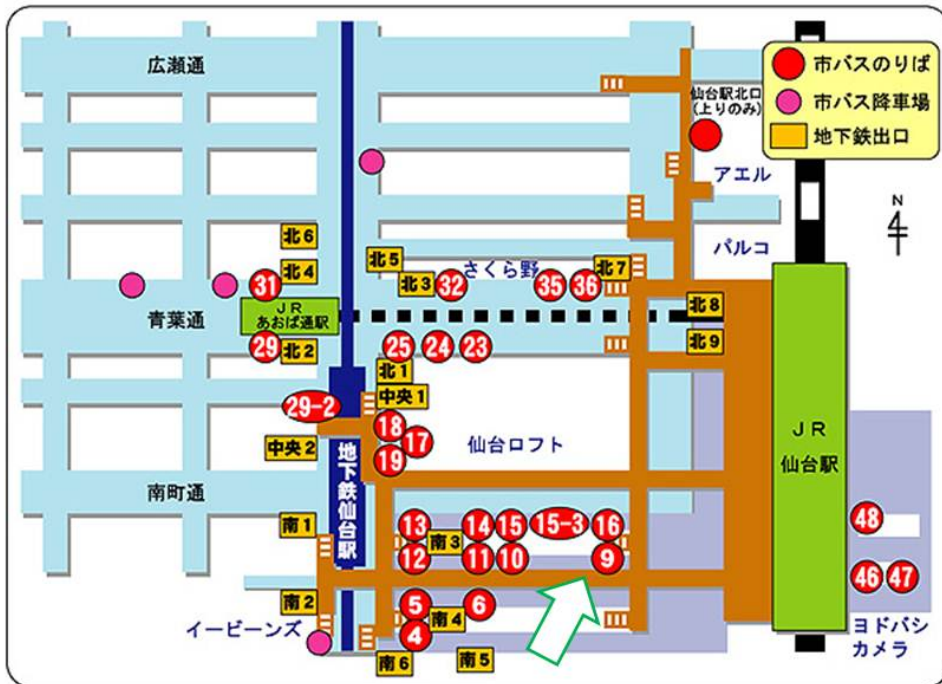 広瀬通
仙台駅北口
(上りのみ)
市バスのりば
市バス降車場
地下鉄出口
アエル
N
パルコ
北6
北5
北4
北3
さくら野
北7
31
32
35
36
JR
あおば通駅
北8
青葉通
29
北2
25
24
23
北9
北1
中央1
29-2
18
17
中央2
19
仙台ロフト
JR
仙台駅
地下鉄仙台駅
南町通
南1
13
南3
14
15
15-3
16
48
12
11
10
9
46
47
南2
5
南4
6
イービーンズ
4
南6
南5
ヨドバシ
カメラ